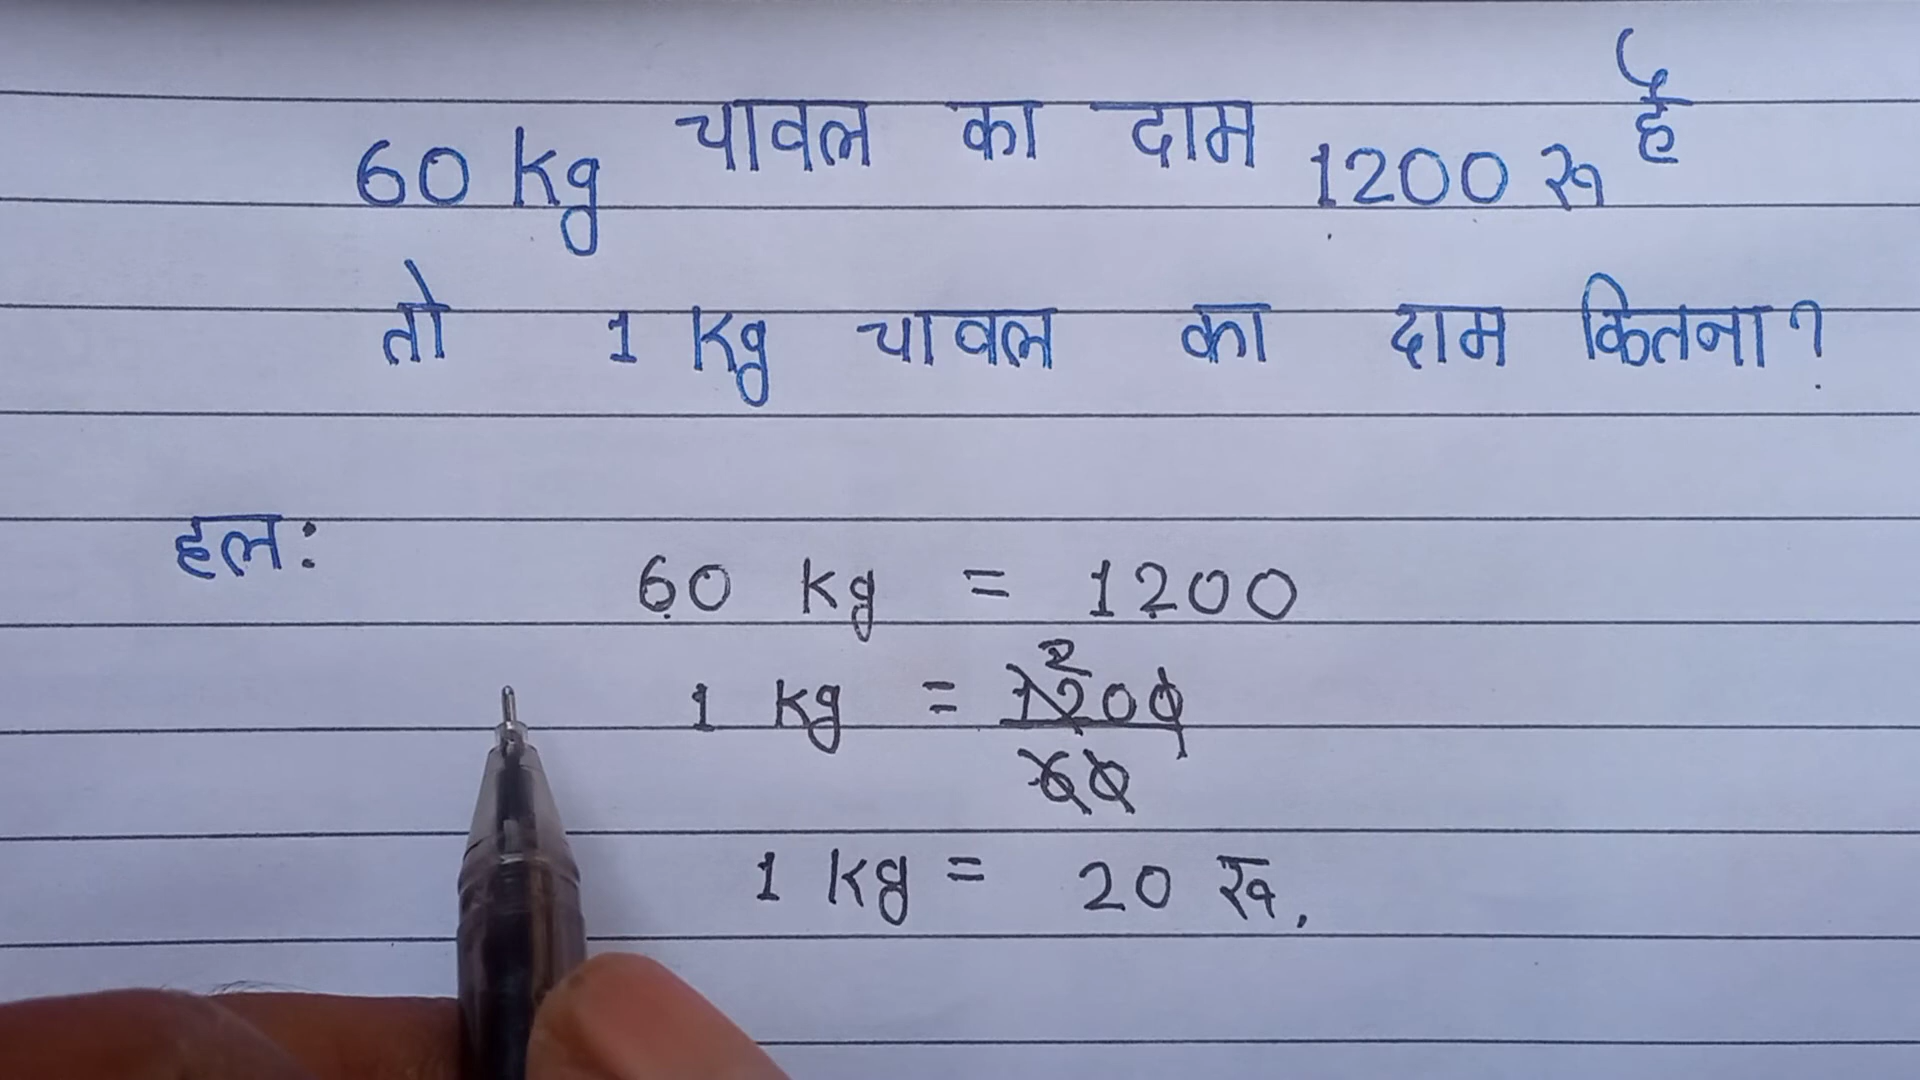 60 kg चावल का दाम 1200 रू है
तो 1 kg चावल का दाम कितना?
हल:
60 kg = 1200
2
1 kg = 1200
60
1 kg = 20 रू.